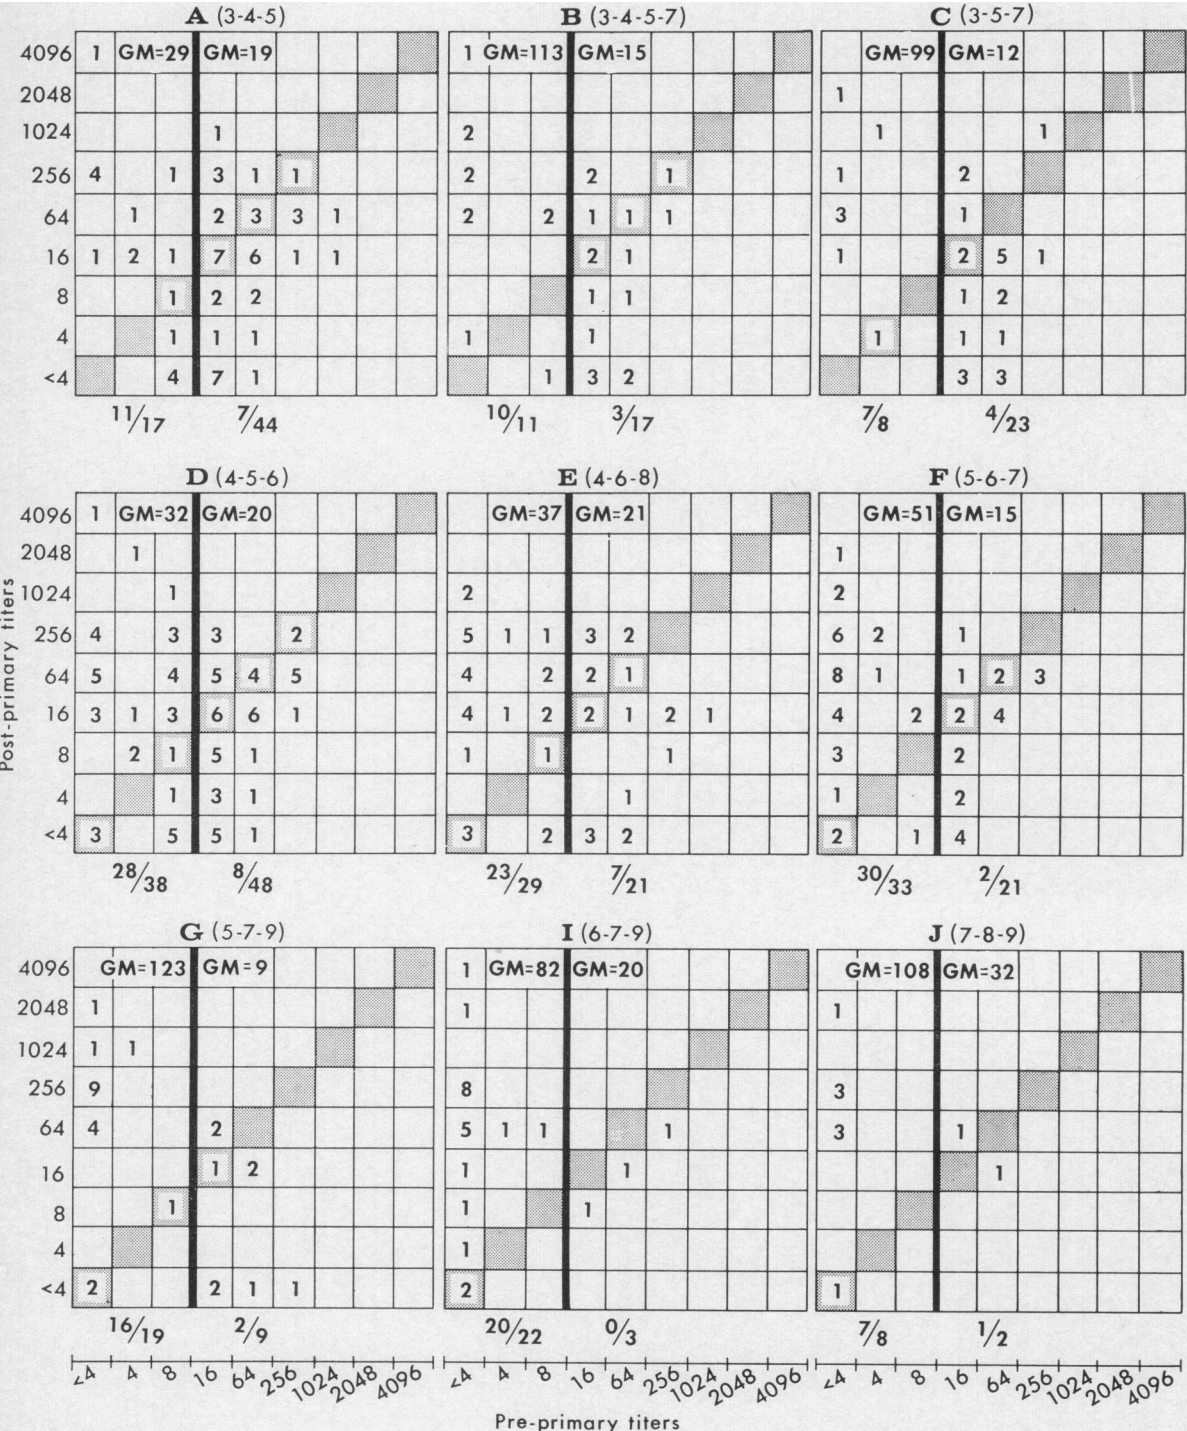 A (3-4-5) B (3-4-5-7) C (3-5-7)
4096 1 GM=29 GM=19 1 GM=113 GM=15 GM=99 GM=12
2048 1
1024 1 2 1 1
256 4 1 3 1 1 2 2 1 1 2
64 1 2 3 3 1 2 2 1 1 1 3 1
16 1 2 1 7 6 1 1 2 1 1 2 5 1
8 1 2 2 1 1 1 2
4 1 1 1 1 1 1 1 1
<4 4 7 1 1 3 2 3 3
11/17 7/44 10/11 3/17 7/8 4/23
D (4-5-6) E (4-6-8) F (5-6-7)
4096 1 GM=32 GM=20 GM=37 GM=21 GM=51 GM=15
2048 1 1
1024 1 2 2
256 4 3 3 2 5 1 1 3 2 6 2 1
64 5 4 5 4 5 4 2 2 1 8 1 1 2 3
16 3 1 3 6 6 1 4 1 2 2 1 2 1 4 2 2 4
8 2 1 5 1 1 1 1 3 2
4 1 3 1 1 1 2
<4 3 5 5 1 3 2 3 2 2 1 4
28/38 8/48 23/29 7/21 30/33 2/21
Post-primary titers
G (5-7-9) I (6-7-9) J (7-8-9)
4096 GM=123 GM=9 1 GM=82 GM=20 GM=108 GM=32
2048 1 1 1
1024 1 1
256 9 8 3
64 4 2 5 1 1 1 3 1
16 1 2 1 1 1
8 1 1 1
4 1
<4 2 2 1 1 2 1
16/19 2/9 20/22 0/3 7/8 1/2
<4 4 8 16 64 256 1024 2048 4096 <4 4 8 16 64 256 1024 2048 4096 <4 4 8 16 64 256 1024 2048 4096
Pre-primary titers